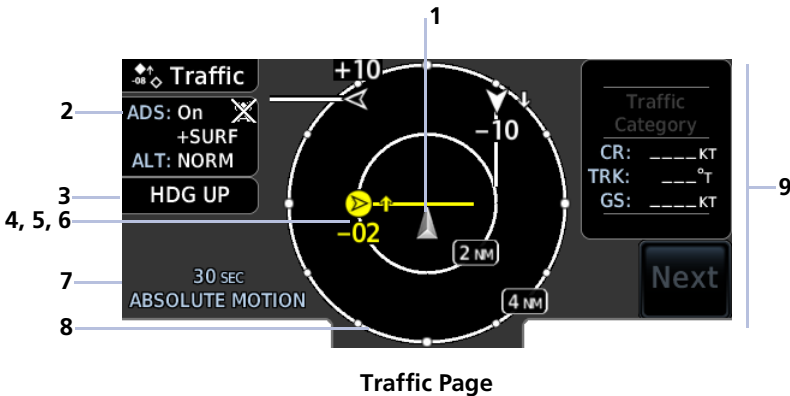 1
+10
Traffic
-08
2
ADS: On
+SURF
ALT: NORM
-10
Traffic
Category
CR: ____KT
TRK: ___°T
GS: ____KT
3
HDG UP
9
4, 5, 6
-02
2 NM
Next
7
30 SEC
ABSOLUTE MOTION
4 NM
8
Traffic Page